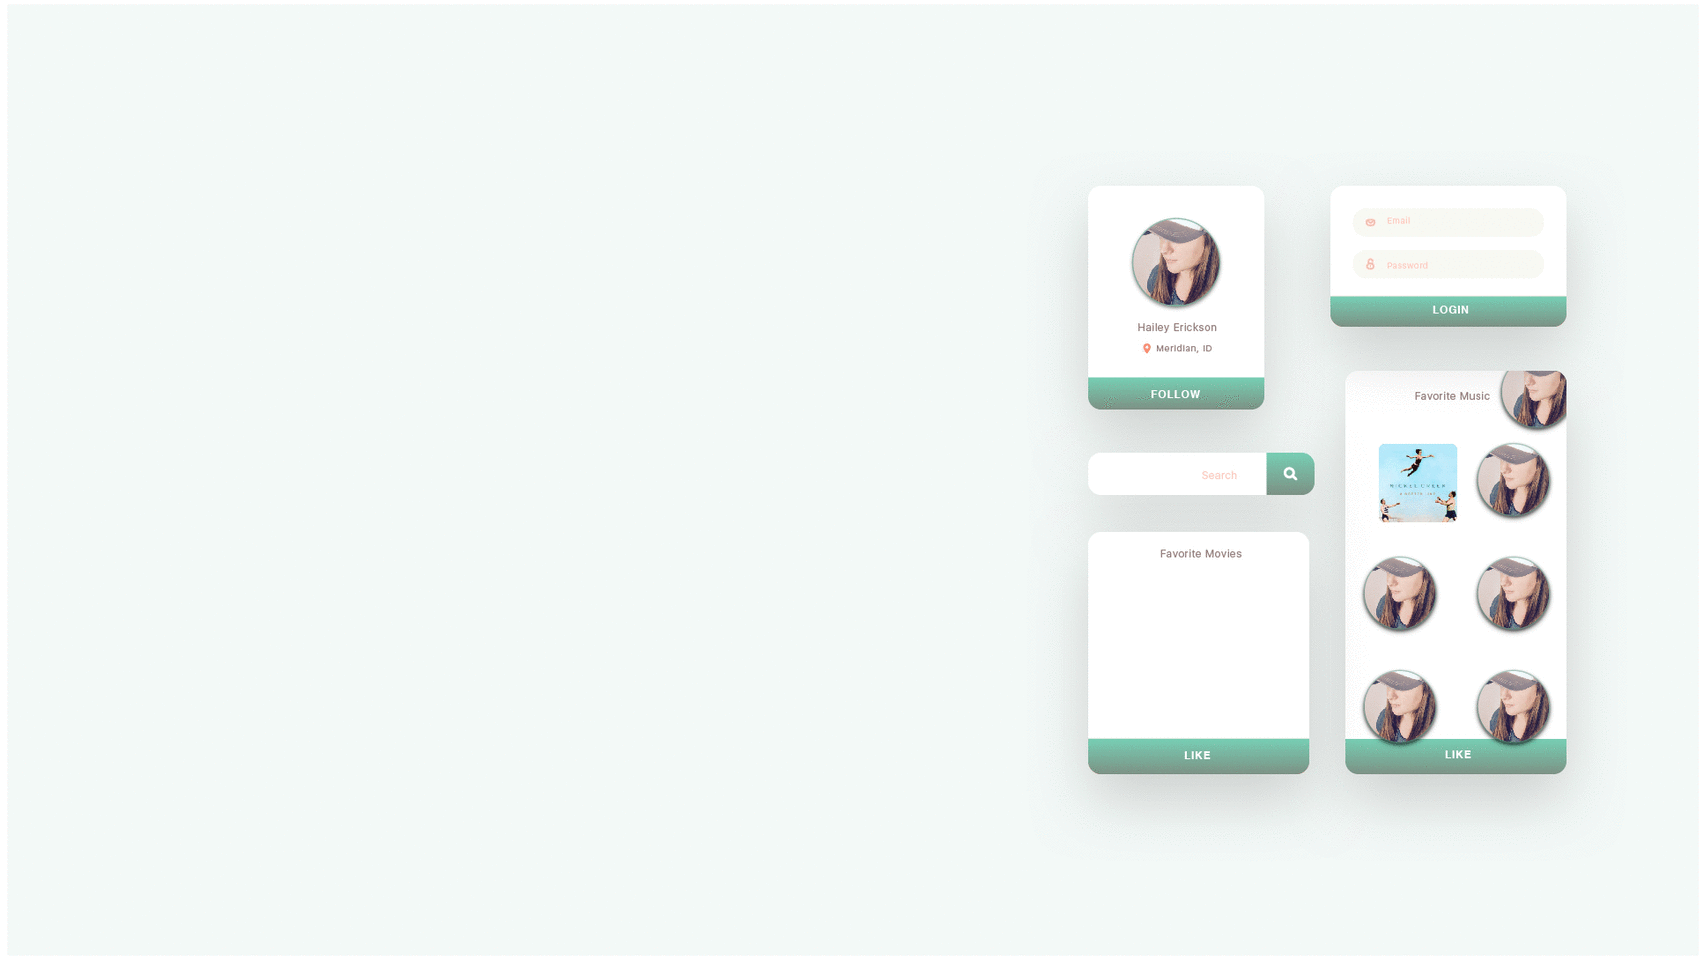 Hailey Erickson
Meridian, ID
FOLLOW
Email
Password
LOGIN
Search
Favorite Movies
LIKE
Favorite Music
LIKE